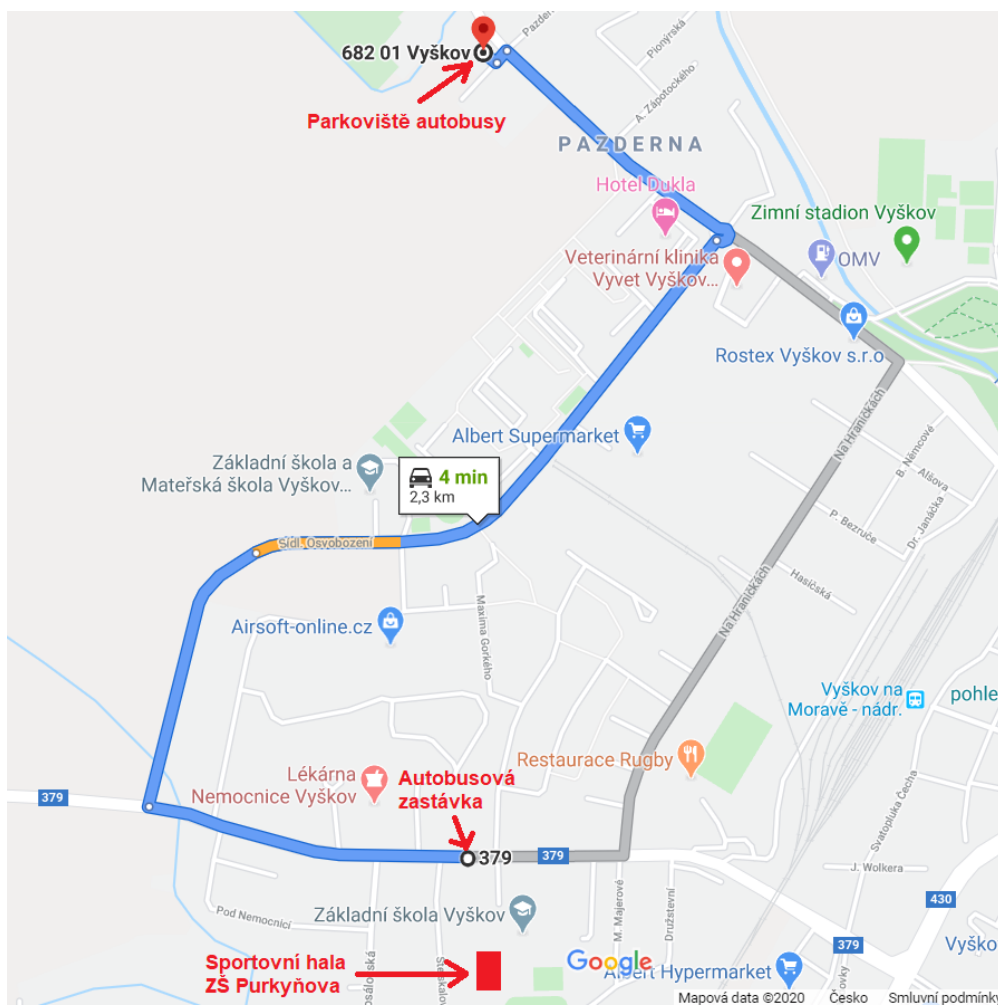 Pazde
682 01 Vyškov
Pionýrská
A. Zápotockého
Parkoviště autobusy
PAZDERNA
Hotel Dukla
Zimní stadion Vyškov
Veterinární klinika
Vyvet Vyškov...
OMV
Rostex Vyškov s.r.o
Na Hraničkách
Albert Supermarket
B. Němcové
Alšova
Základní škola a
Mateřská škola Vyškov...
4 min
2,3 km
P. Bezruče
Dr. Janáčka
Sídl. Osvobození
Hasičská
Maxima Gorkého
Na Hraničkách
Airsoft-online.cz
Vyškov na
Moravě - nádr.
pohle
Restaurace Rugby
Lékárna
Nemocnice Vyškov
Autobusová
zastávka
379
379
379
Svatopluka Čecha
J. Wolkera
430
Základní škola Vyškov
Pod Nemocnicí
M. Majerové
Družstevní
379
Vyško
Sportovní hala
ZŠ Purkyňova
Google
Albert Hypermarket
Mapová data ©2020
Česko
Smluvní podmínk